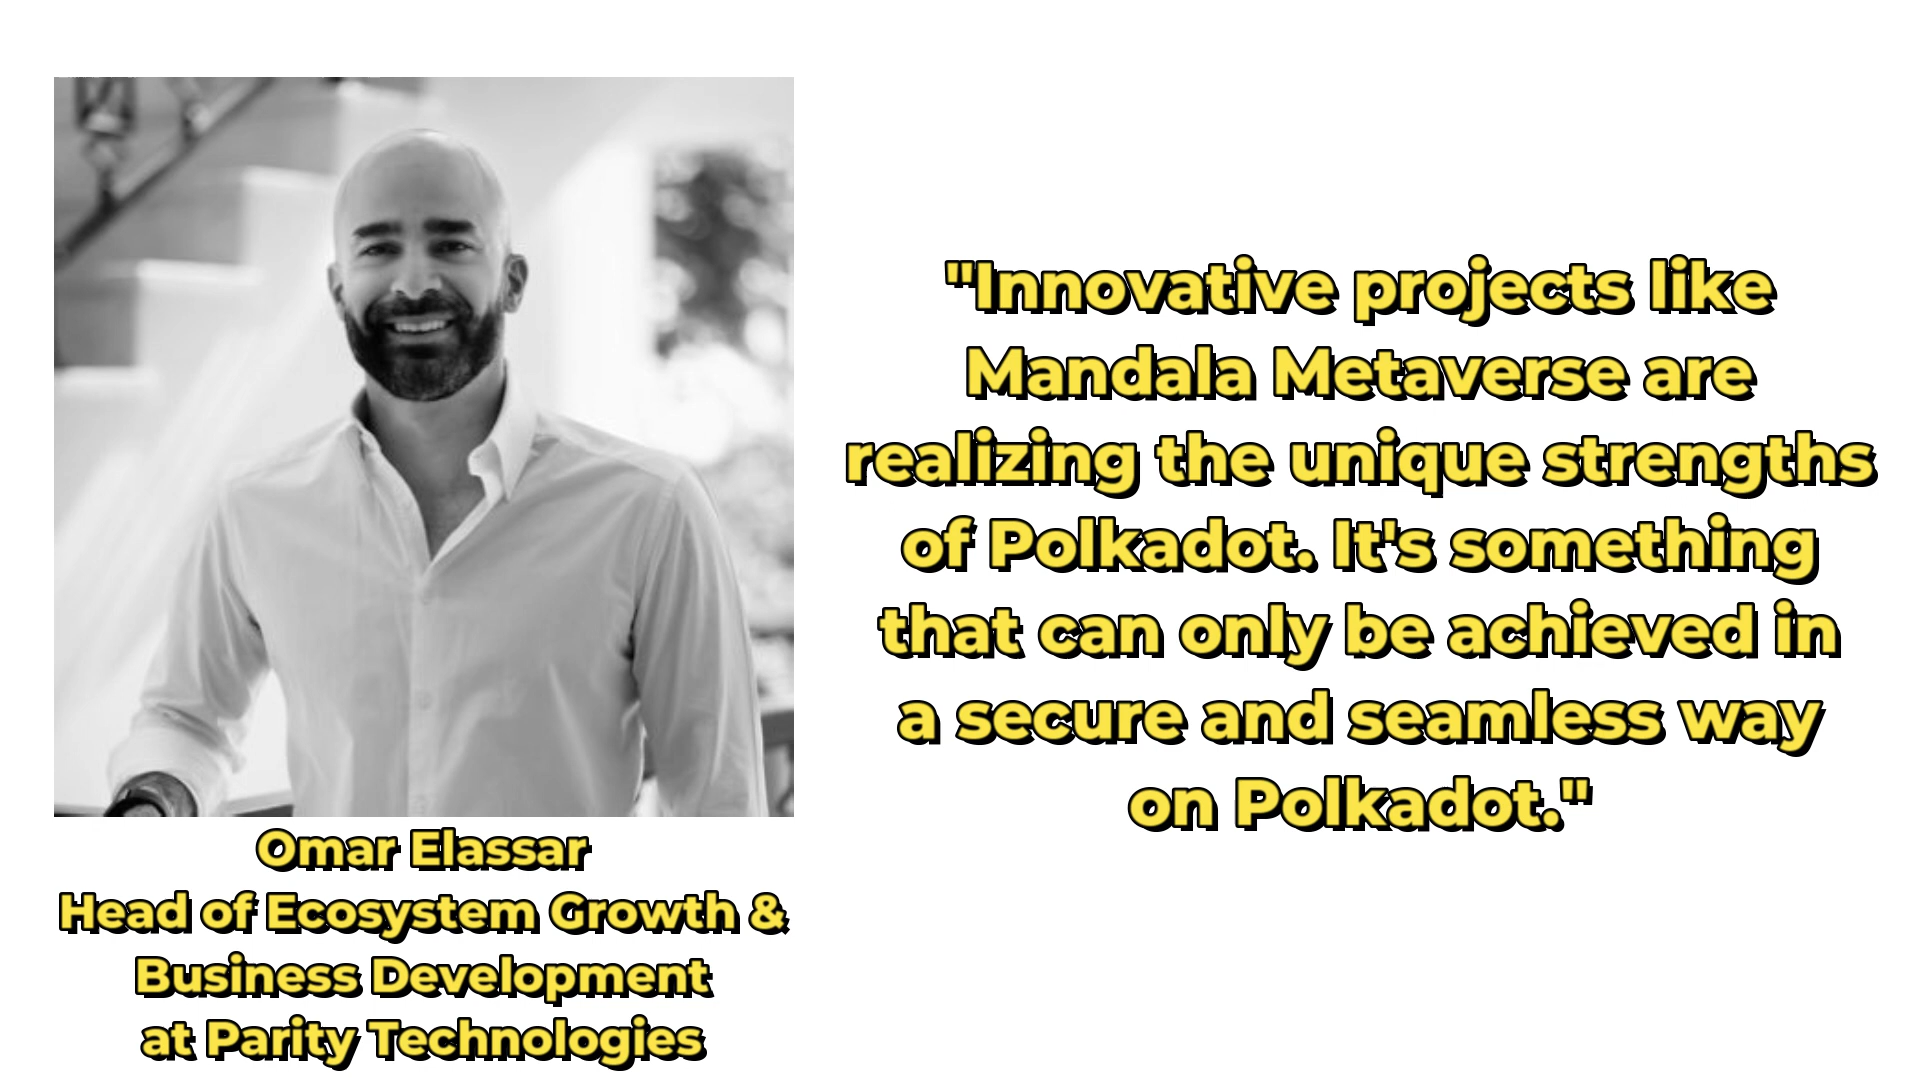 "Innovative projects like
Mandala Metaverse are
realizing the unique strengths
of Polkadot. It's something
that can only be achieved in
a secure and seamless way
on Polkadot."
Omar Elassar
Head of Ecosystem Growth &
Business Development
at Parity Technologies